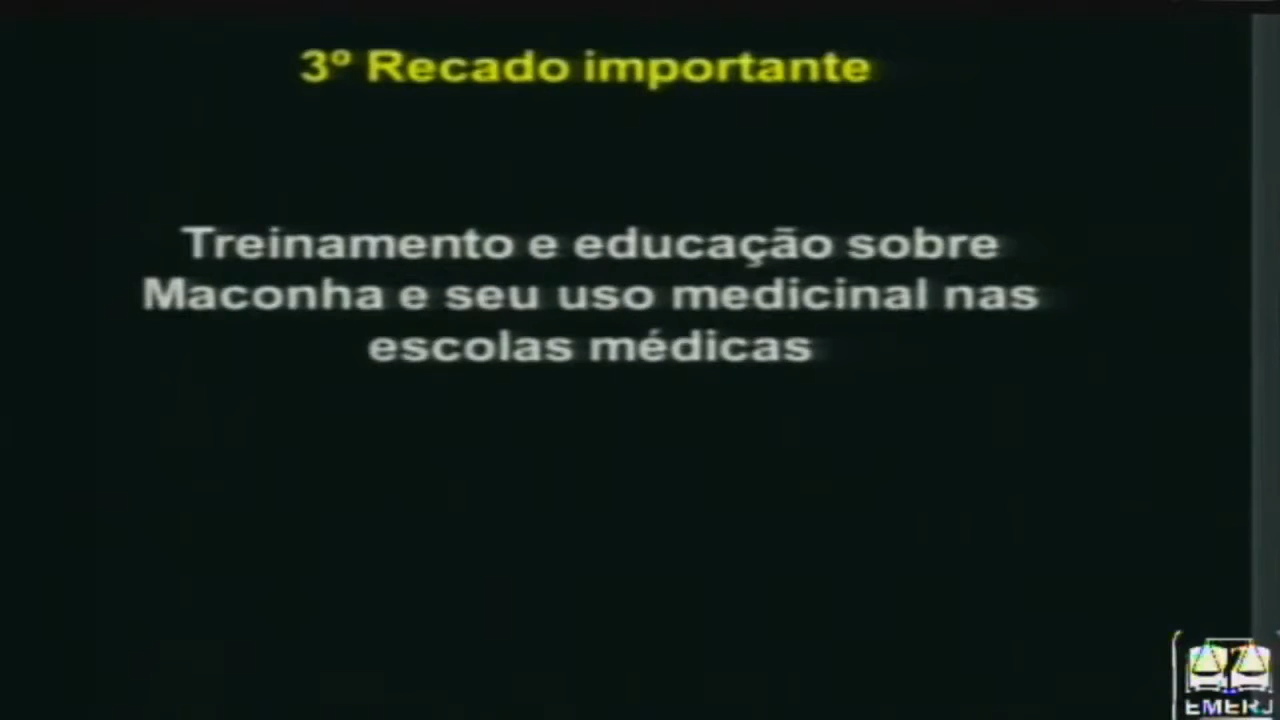 3º Recado importante
Treinamento e educação sobre
Maconha e seu uso medicinal nas
escolas médicas
EMERJ